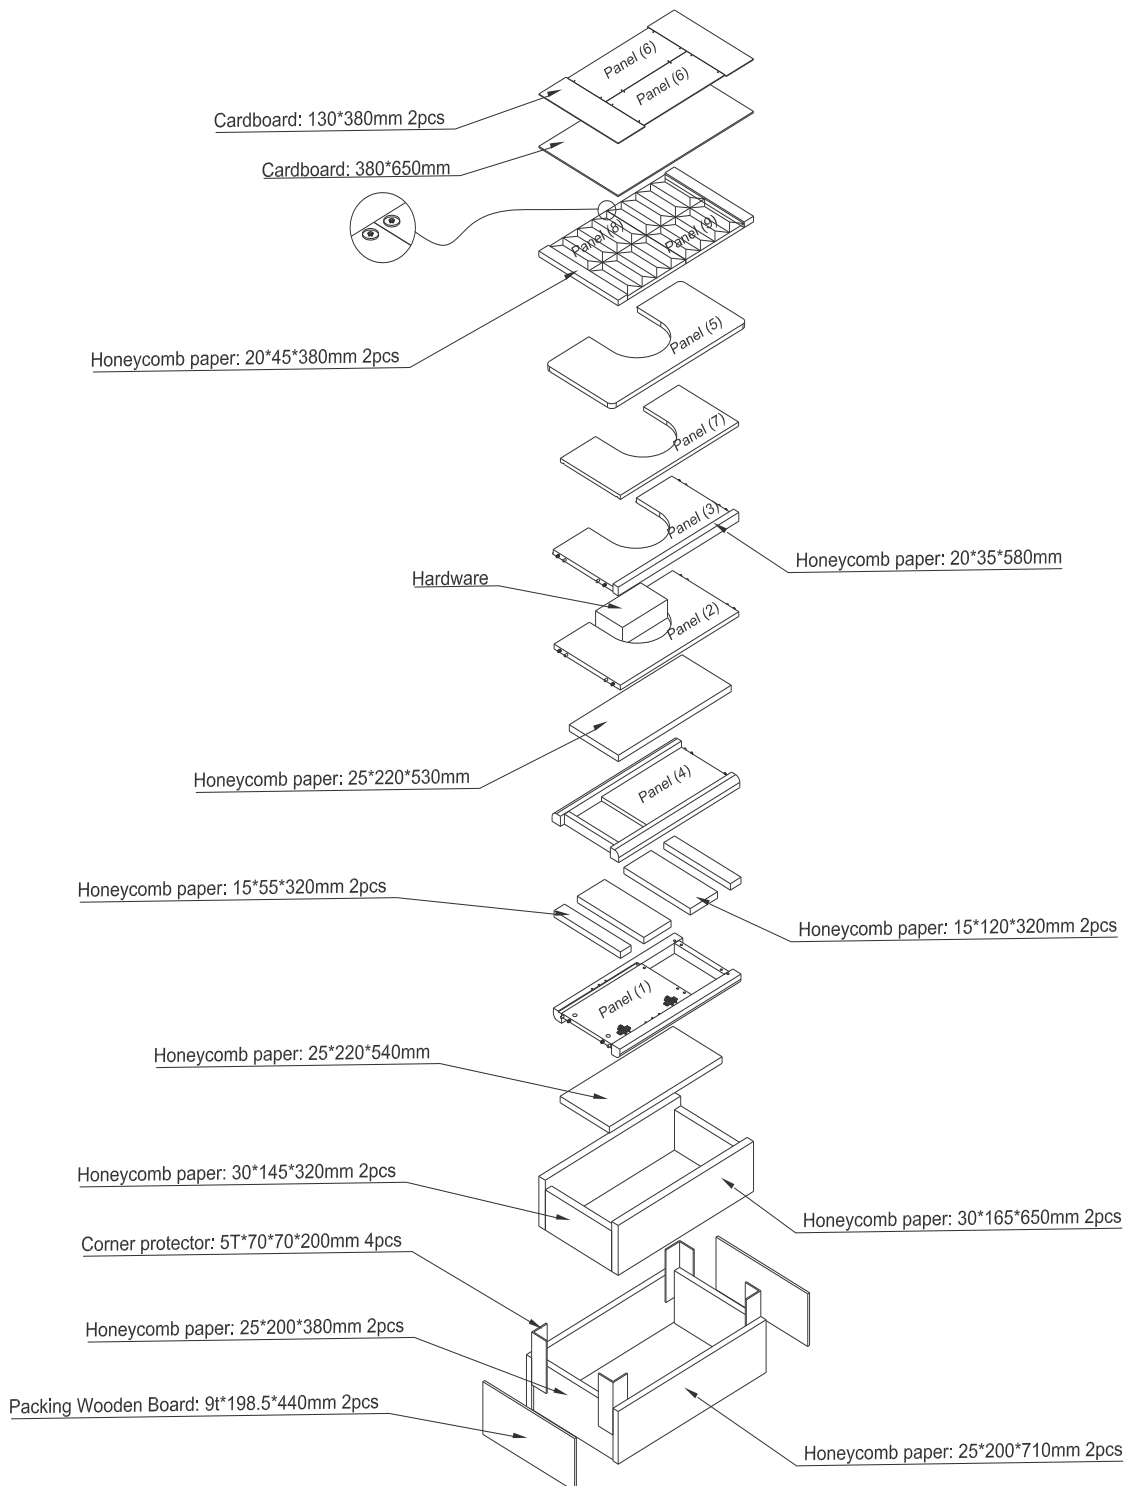 Panel (6)
Panel (6)
Cardboard: 130*380mm 2pcs
Cardboard: 380*650mm
Panel (8)
Panel (9)
Honeycomb paper: 20*45*380mm 2pcs
Panel (5)
Panel (7)
Panel (3)
Honeycomb paper: 20*35*580mm
Hardware
Panel (2)
Honeycomb paper: 25*220*530mm
Panel (4)
Honeycomb paper: 15*55*320mm 2pcs
Honeycomb paper: 15*120*320mm 2pcs
Panel (1)
Honeycomb paper: 25*220*540mm
Honeycomb paper: 30*145*320mm 2pcs
Honeycomb paper: 30*165*650mm 2pcs
Corner protector: 5T*70*70*200mm 4pcs
Honeycomb paper: 25*200*380mm 2pcs
Packing Wooden Board: 9t*198.5*440mm 2pcs
Honeycomb paper: 25*200*710mm 2pcs